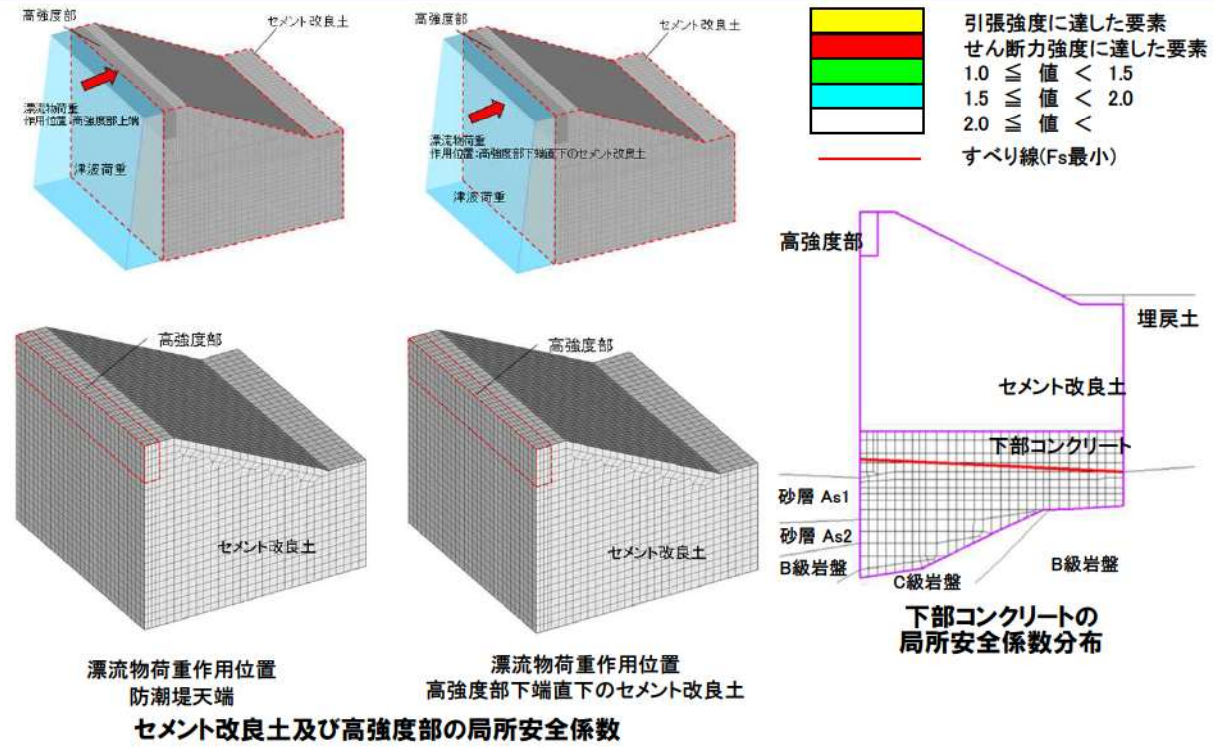 高強度部
セメント改良土
漂流物荷重
作用位置:高強度部上端
津波荷重
高強度部
セメント改良土
漂流物荷重
作用位置:高強度部下端直下のセメント改良土
津波荷重
引張強度に達した要素
せん断力強度に達した要素
1.0 ≦ 値 < 1.5
1.5 ≦ 値 < 2.0
2.0 ≦ 値 <
すべり線(Fs最小)
高強度部
セメント改良土
高強度部
セメント改良土
高強度部
埋戻土
セメント改良土
下部コンクリート
砂層 As1
砂層 As2
B級岩盤
C級岩盤
B級岩盤
下部コンクリートの
局所安全係数分布
漂流物荷重作用位置
防潮堤天端
漂流物荷重作用位置
高強度部下端直下のセメント改良土
セメント改良土及び高強度部の局所安全係数